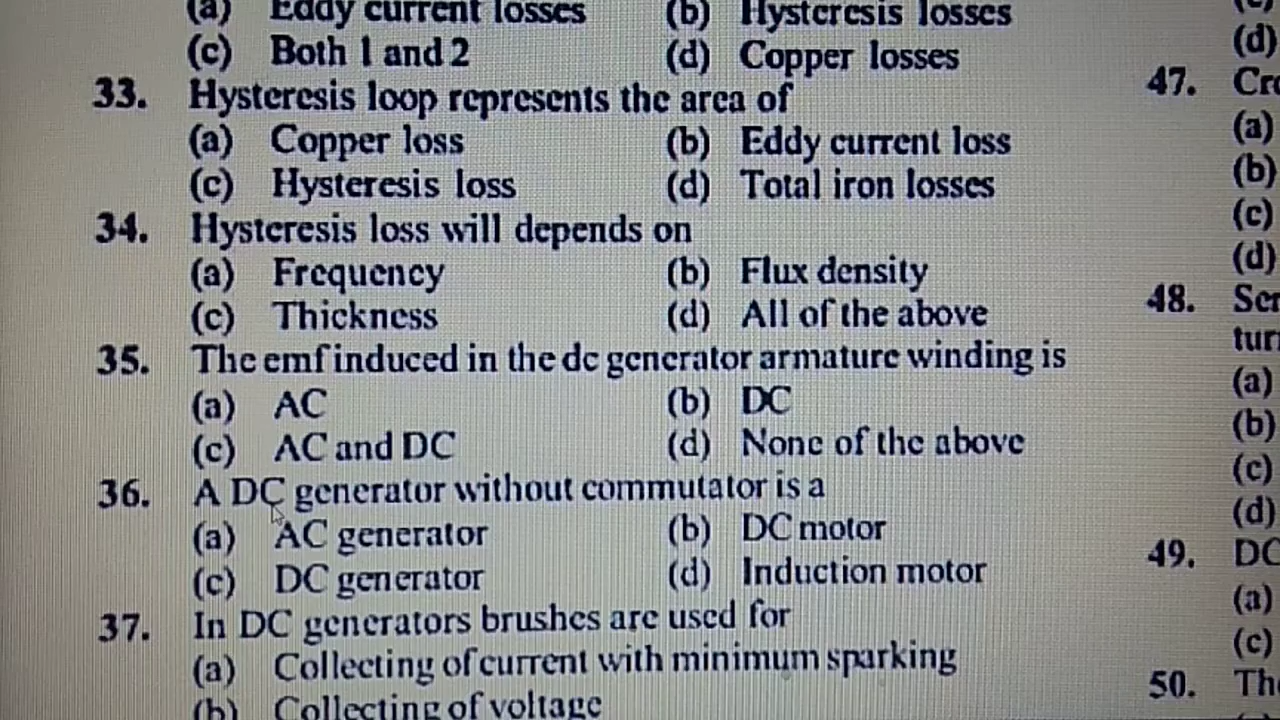 (a) Eddy current losses (b) Hysteresis losses
(c) Both 1 and 2 (d) Copper losses
33. Hysteresis loop represents the area of
(a) Copper loss (b) Eddy current loss
(c) Hysteresis loss (d) Total iron losses
34. Hysteresis loss will depends on
(a) Frequency (b) Flux density
(c) Thickness (d) All of the above
35. The emf induced in the dc generator armature winding is
(a) AC (b) DC
(c) AC and DC (d) None of the above
36. A DC generator without commutator is a
(a) AC generator (b) DC motor
(c) DC generator (d) Induction motor
37. In DC generators brushes are used for
(a) Collecting of current with minimum sparking
(b) Collecting of voltage
(d)
47.
(a)
(b)
(c)
(d)
48.
(a)
(b)
(c)
(d)
49. DC
(a)
(c)
50.